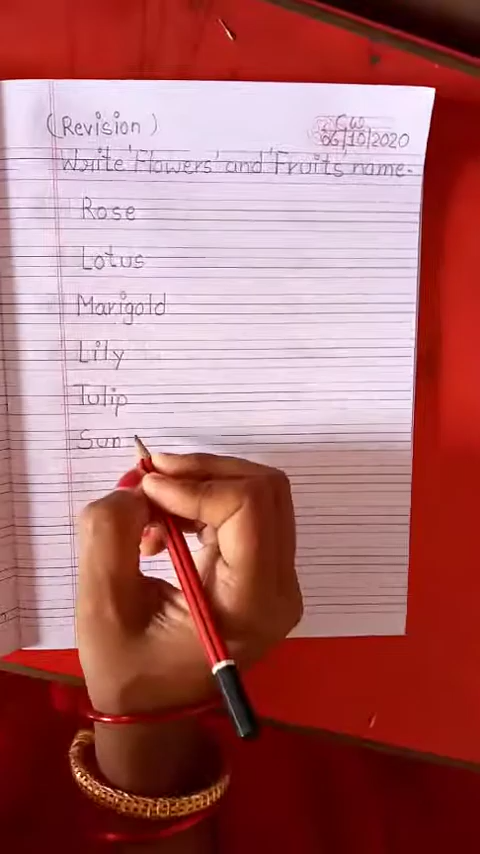 (Revision)
CW
06/10/2020
Write 'Flowers' and 'Fruits' name.
Rose
Lotus
Marigold
Lily
Tulip
Sun